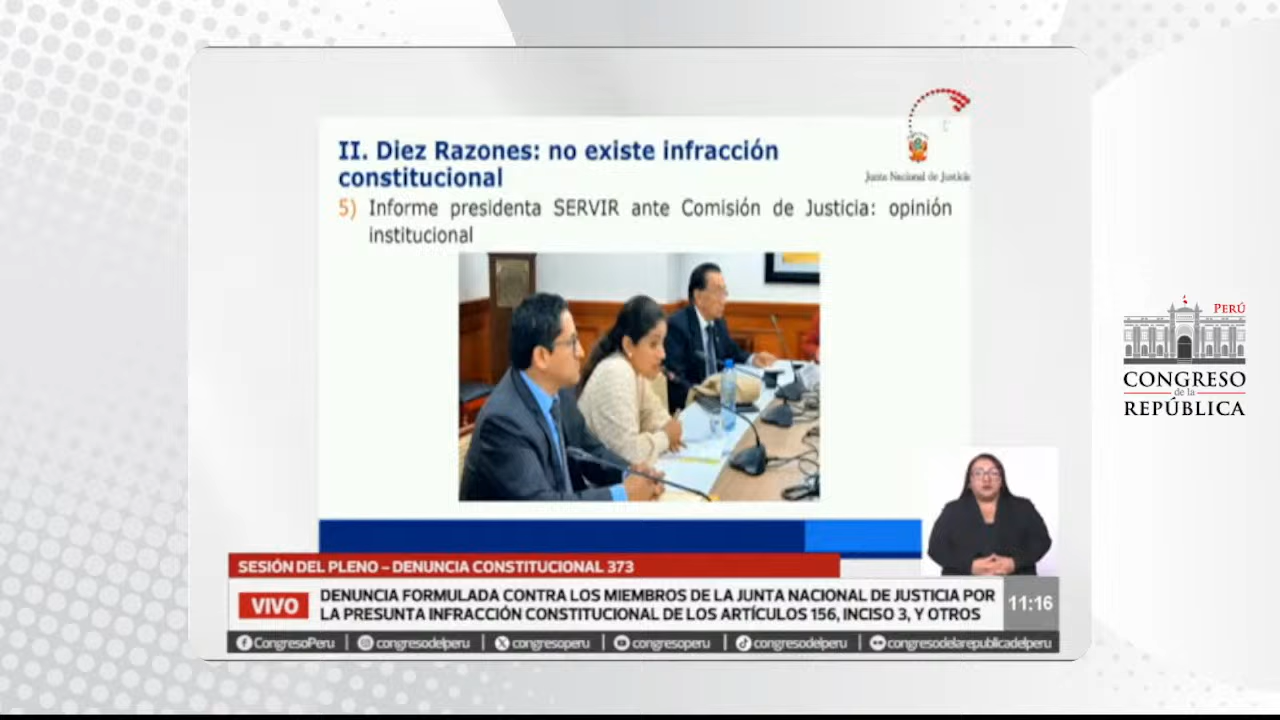 II. Diez Razones: no existe infracción
constitucional
Junta Nacional de Justicia
5) Informe presidenta SERVIR ante Comisión de Justicia: opinión
institucional
PERÚ
CONGRESO
de la
REPÚBLICA
SESIÓN DEL PLENO – DENUNCIA CONSTITUCIONAL 373
VIVO
DENUNCIA FORMULADA CONTRA LOS MIEMBROS DE LA JUNTA NACIONAL DE JUSTICIA POR
LA PRESUNTA INFRACCIÓN CONSTITUCIONAL DE LOS ARTÍCULOS 156, INCISO 3, Y OTROS
11:16
CongresoPeru | congresodelperu | congresoperu | congresoperu | congresodelperu | congresodelarepublicadelperu